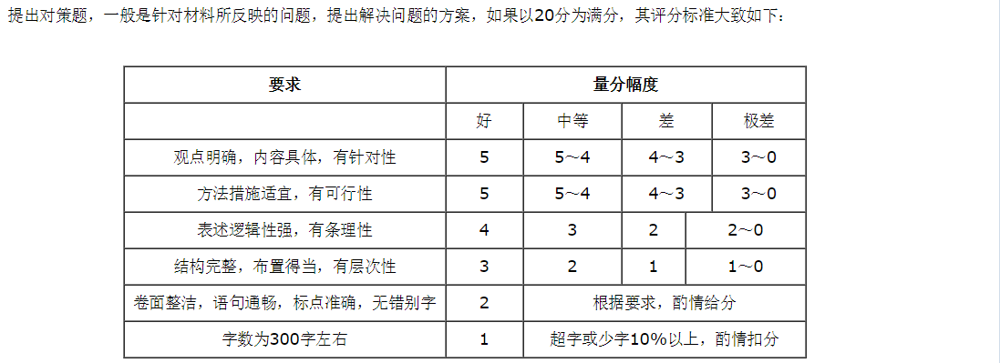 提出对策题，一般是针对材料所反映的问题，提出解决问题的方案，如果以20分为满分，其评分标准大致如下：
要求 量分幅度
好 中等 差 极差
观点明确，内容具体，有针对性 5 5～4 4～3 3～0
方法措施适宜，有可行性 5 5～4 4～3 3～0
表述逻辑性强，有条理性 4 3 2 2～0
结构完整，布置得当，有层次性 3 2 1 1～0
卷面整洁，语句通畅，标点准确，无错别字 2 根据要求，酌情给分
字数为300字左右 1 超字或少字10%以上，酌情扣分